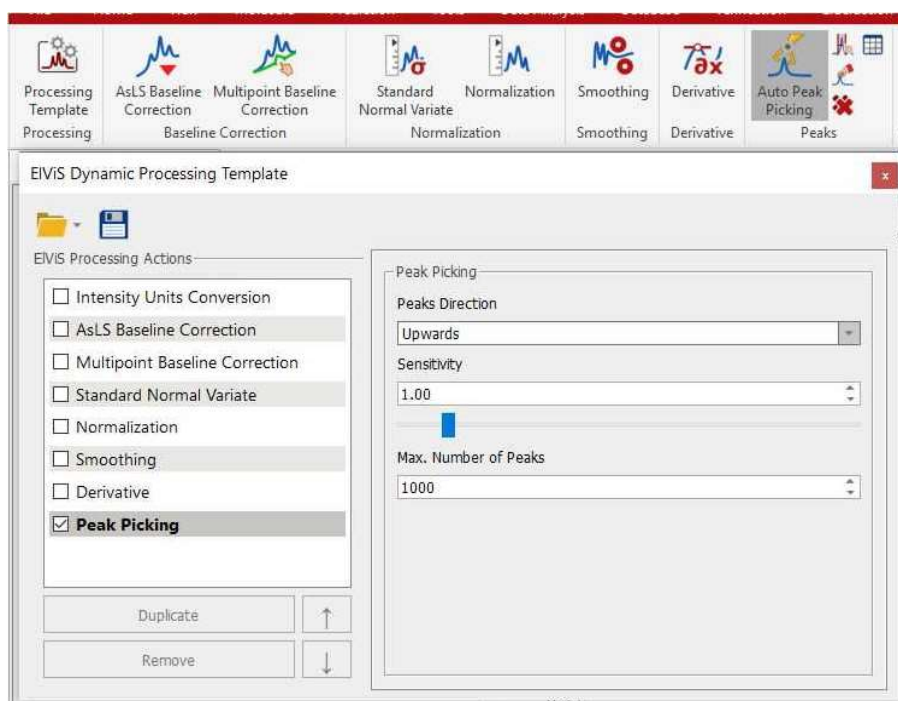 Processing Template
AsLS Baseline Correction
Multipoint Baseline Correction
Standard Normal Variate
Normalization
Smoothing
Derivative
Auto Peak Picking
Processing
Baseline Correction
Normalization
Smoothing
Derivative
Peaks
ElViS Dynamic Processing Template
ElViS Processing Actions
Intensity Units Conversion
AsLS Baseline Correction
Multipoint Baseline Correction
Standard Normal Variate
Normalization
Smoothing
Derivative
Peak Picking
Duplicate
Remove
Peak Picking
Peaks Direction
Upwards
Sensitivity
1.00
Max. Number of Peaks
1000